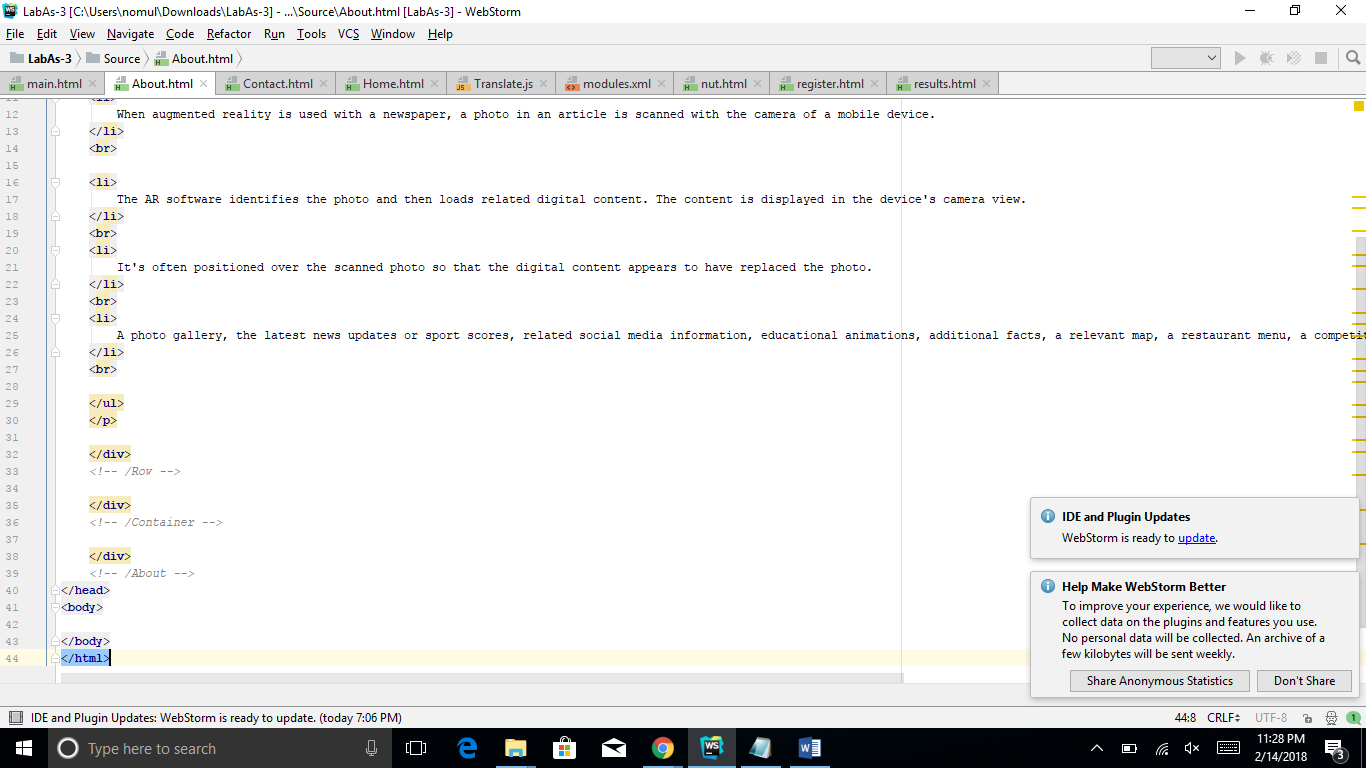 WS LabAs-3 [C:\Users\nomul\Downloads\LabAs-3] - ...\Source\About.html [LabAs-3] - WebStorm
File Edit View Navigate Code Refactor Run Tools VCS Window Help
LabAs-3 Source About.html
main.html About.html Contact.html Home.html Translate.js modules.xml nut.html register.html results.html
12 When augmented reality is used with a newspaper, a photo in an article is scanned with the camera of a mobile device.
13 </li>
14 <br>
15
16 <li>
17 The AR software identifies the photo and then loads related digital content. The content is displayed in the device's camera view.
18 </li>
19 <br>
20 <li>
21 It's often positioned over the scanned photo so that the digital content appears to have replaced the photo.
22 </li>
23 <br>
24 <li>
25 A photo gallery, the latest news updates or sport scores, related social media information, educational animations, additional facts, a relevant map, a restaurant menu, a competit
26 </li>
27 <br>
28
29 </ul>
30 </p>
31
32 </div>
33 <!-- /Row -->
34
35 </div>
36 <!-- /Container -->
37
38 </div>
39 <!-- /About -->
40 </head>
41 <body>
42
43 </body>
44 </html>
IDE and Plugin Updates
WebStorm is ready to update.
Help Make WebStorm Better
To improve your experience, we would like to
collect data on the plugins and features you use.
No personal data will be collected. An archive of a
few kilobytes will be sent weekly.
Share Anonymous Statistics Don't Share
IDE and Plugin Updates: WebStorm is ready to update. (today 7:06 PM) 44:8 CRLF UTF-8 1
Type here to search
11:28 PM
2/14/2018
3